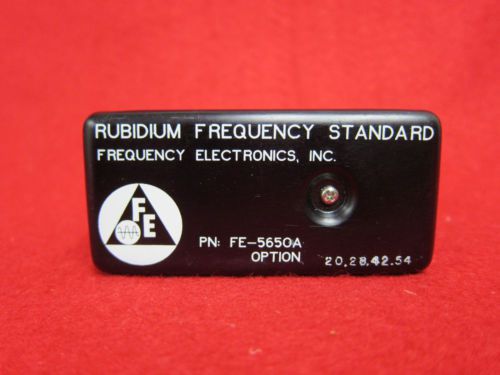 RUBIDIUM FREQUENCY STANDARD
FREQUENCY ELECTRONICS, INC.
FE
PN: FE-5650A
OPTION 20,28,42,54